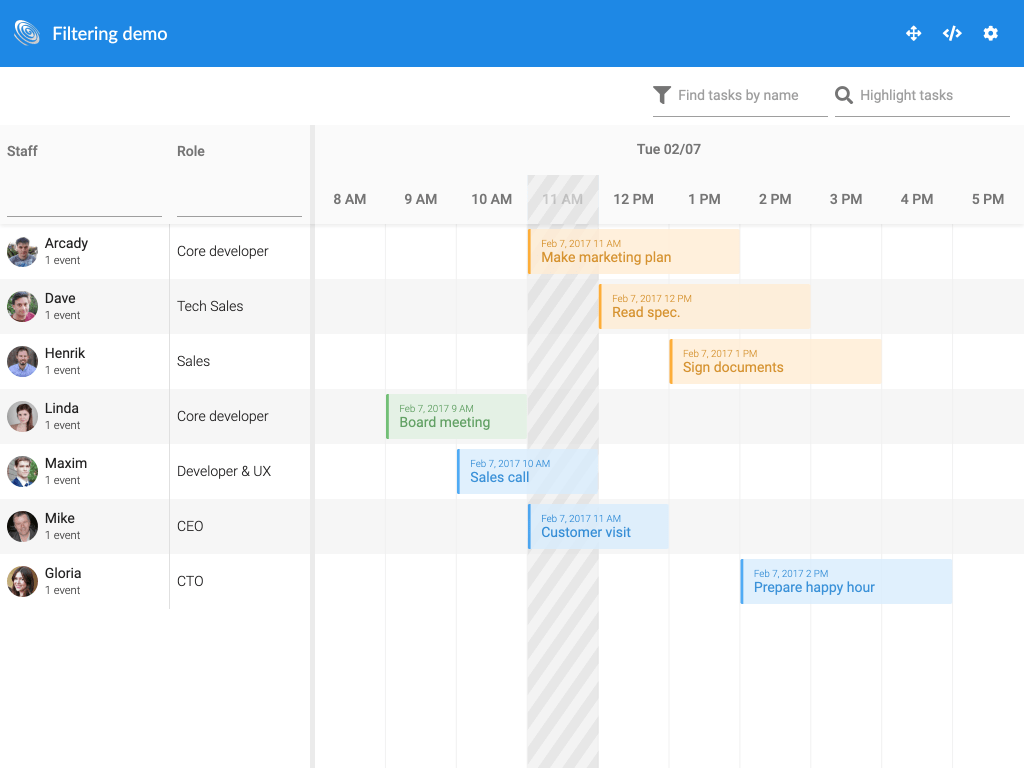 Filtering demo
Find tasks by name
Highlight tasks
Staff
Role
Tue 02/07
8 AM
9 AM
10 AM
11 AM
12 PM
1 PM
2 PM
3 PM
4 PM
5 PM
Arcady
1 event
Core developer
Feb 7, 2017 11 AM
Make marketing plan
Dave
1 event
Tech Sales
Feb 7, 2017 12 PM
Read spec.
Henrik
1 event
Sales
Feb 7, 2017 1 PM
Sign documents
Linda
1 event
Core developer
Feb 7, 2017 9 AM
Board meeting
Maxim
1 event
Developer & UX
Feb 7, 2017 10 AM
Sales call
Mike
1 event
CEO
Feb 7, 2017 11 AM
Customer visit
Gloria
1 event
CTO
Feb 7, 2017 2 PM
Prepare happy hour